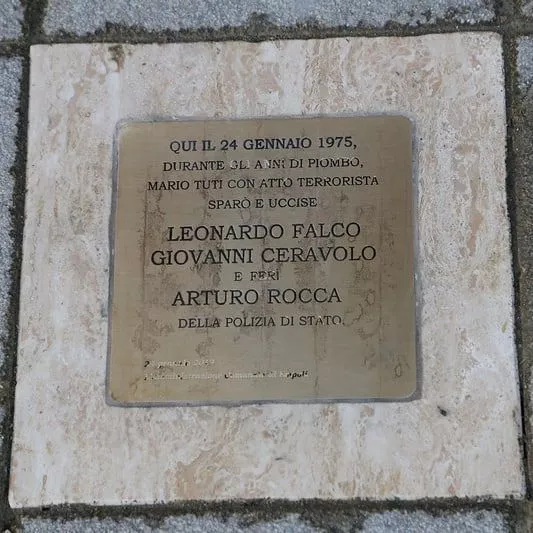 QUI IL 24 GENNAIO 1975,
DURANTE GLI ANNI DI PIOMBO,
MARIO TUTI CON ATTO TERRORISTA
SPARÒ E UCCISE
LEONARDO FALCO
GIOVANNI CERAVOLO
E FERÌ
ARTURO ROCCA
DELLA POLIZIA DI STATO.
gennaio